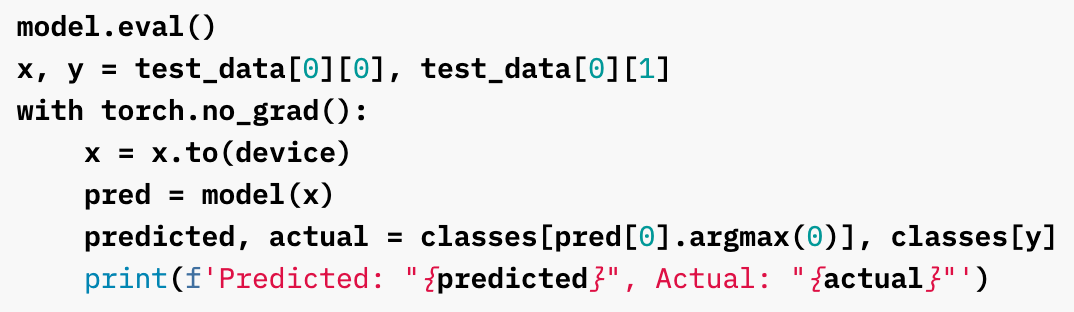 model.eval()
x, y = test_data[0][0], test_data[0][1]
with torch.no_grad():
    x = x.to(device)
    pred = model(x)
    predicted, actual = classes[pred[0].argmax(0)], classes[y]
    print(f'Predicted: "{predicted}", Actual: "{actual}"')